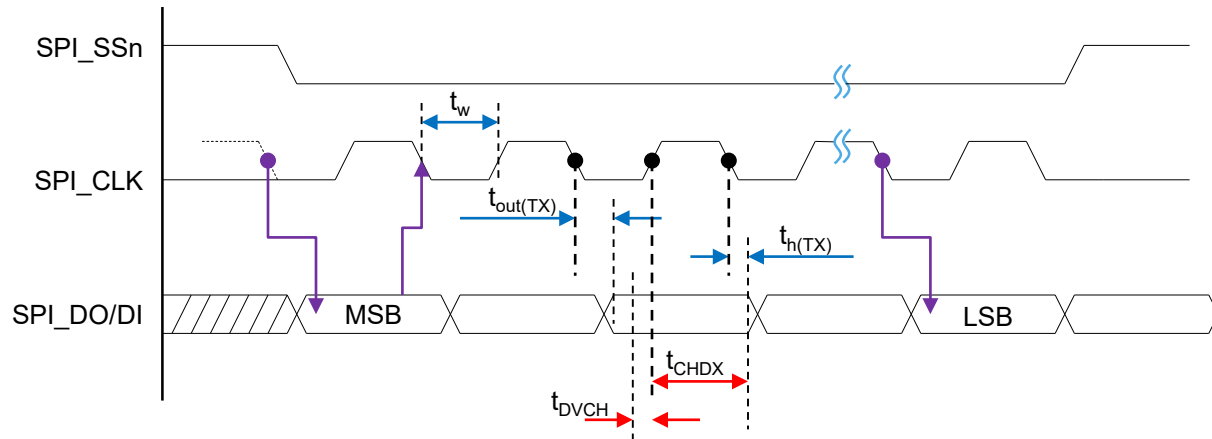 SPI_SSn
t_w
SPI_CLK
t_out(TX)
t_h(TX)
SPI_DO/DI
MSB
LSB
t_CHDX
t_DVCH